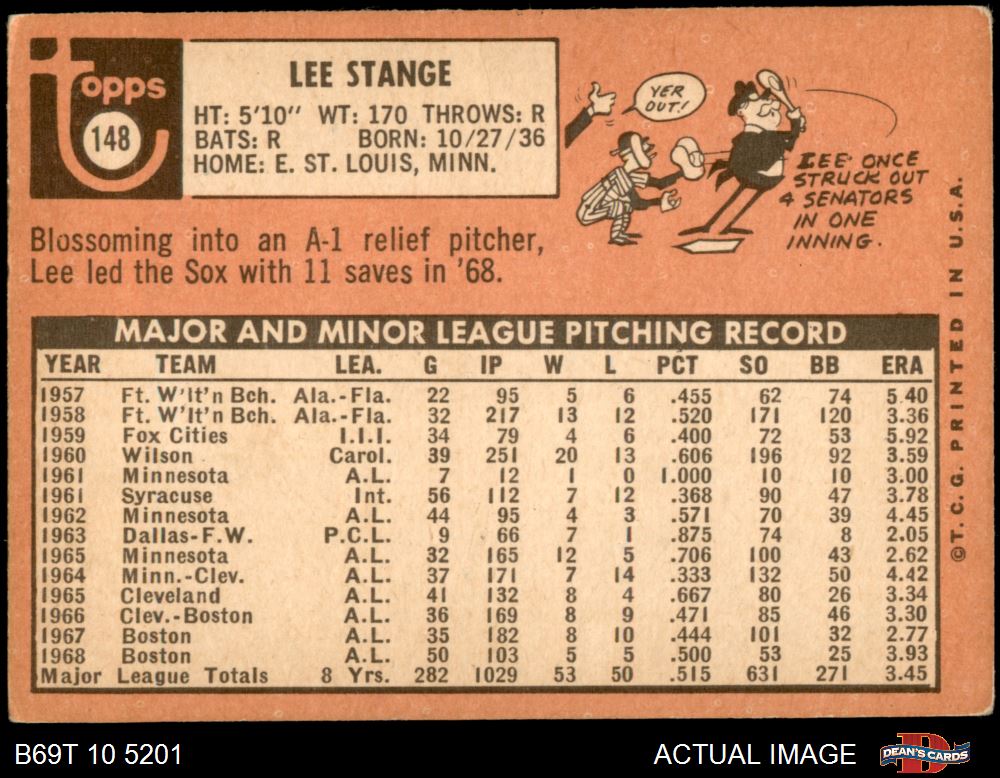 topps
148
LEE STANGE
HT: 5'10" WT: 170 THROWS: R
BATS: R BORN: 10/27/36
HOME: E. ST. LOUIS, MINN.
YER
OUT!
LEE ONCE
STRUCK OUT
4 SENATORS
IN ONE
INNING.
Blossoming into an A-1 relief pitcher,
Lee led the Sox with 11 saves in '68.
MAJOR AND MINOR LEAGUE PITCHING RECORD
YEAR TEAM LEA. G IP W L PCT SO BB ERA
1957 Ft. W'lt'n Bch. Ala.-Fla. 22 95 5 6 .455 62 74 5.40
1958 Ft. W'lt'n Bch. Ala.-Fla. 32 217 13 12 .520 171 120 3.36
1959 Fox Cities I.I.I. 34 79 4 6 .400 72 53 5.92
1960 Wilson Carol. 39 251 20 13 .606 196 92 3.59
1961 Minnesota A.L. 7 12 1 0 1.000 10 10 3.00
1961 Syracuse Int. 56 112 7 12 .368 90 47 3.78
1962 Minnesota A.L. 44 95 4 3 .571 70 39 4.45
1963 Dallas-F.W. P.C.L. 9 66 7 1 .875 74 8 2.05
1965 Minnesota A.L. 32 165 12 5 .706 100 43 2.62
1964 Minn.-Clev. A.L. 37 171 7 14 .333 132 50 4.42
1965 Cleveland A.L. 41 132 8 4 .667 80 26 3.34
1966 Clev.-Boston A.L. 36 169 8 9 .471 85 46 3.30
1967 Boston A.L. 35 182 8 10 .444 101 32 2.77
1968 Boston A.L. 50 103 5 5 .500 53 25 3.93
Major League Totals 8 Yrs. 282 1029 53 50 .515 631 271 3.45
©T.C.G. PRINTED IN U.S.A.
B69T 10 5201 ACTUAL IMAGE DEAN'S CARDS